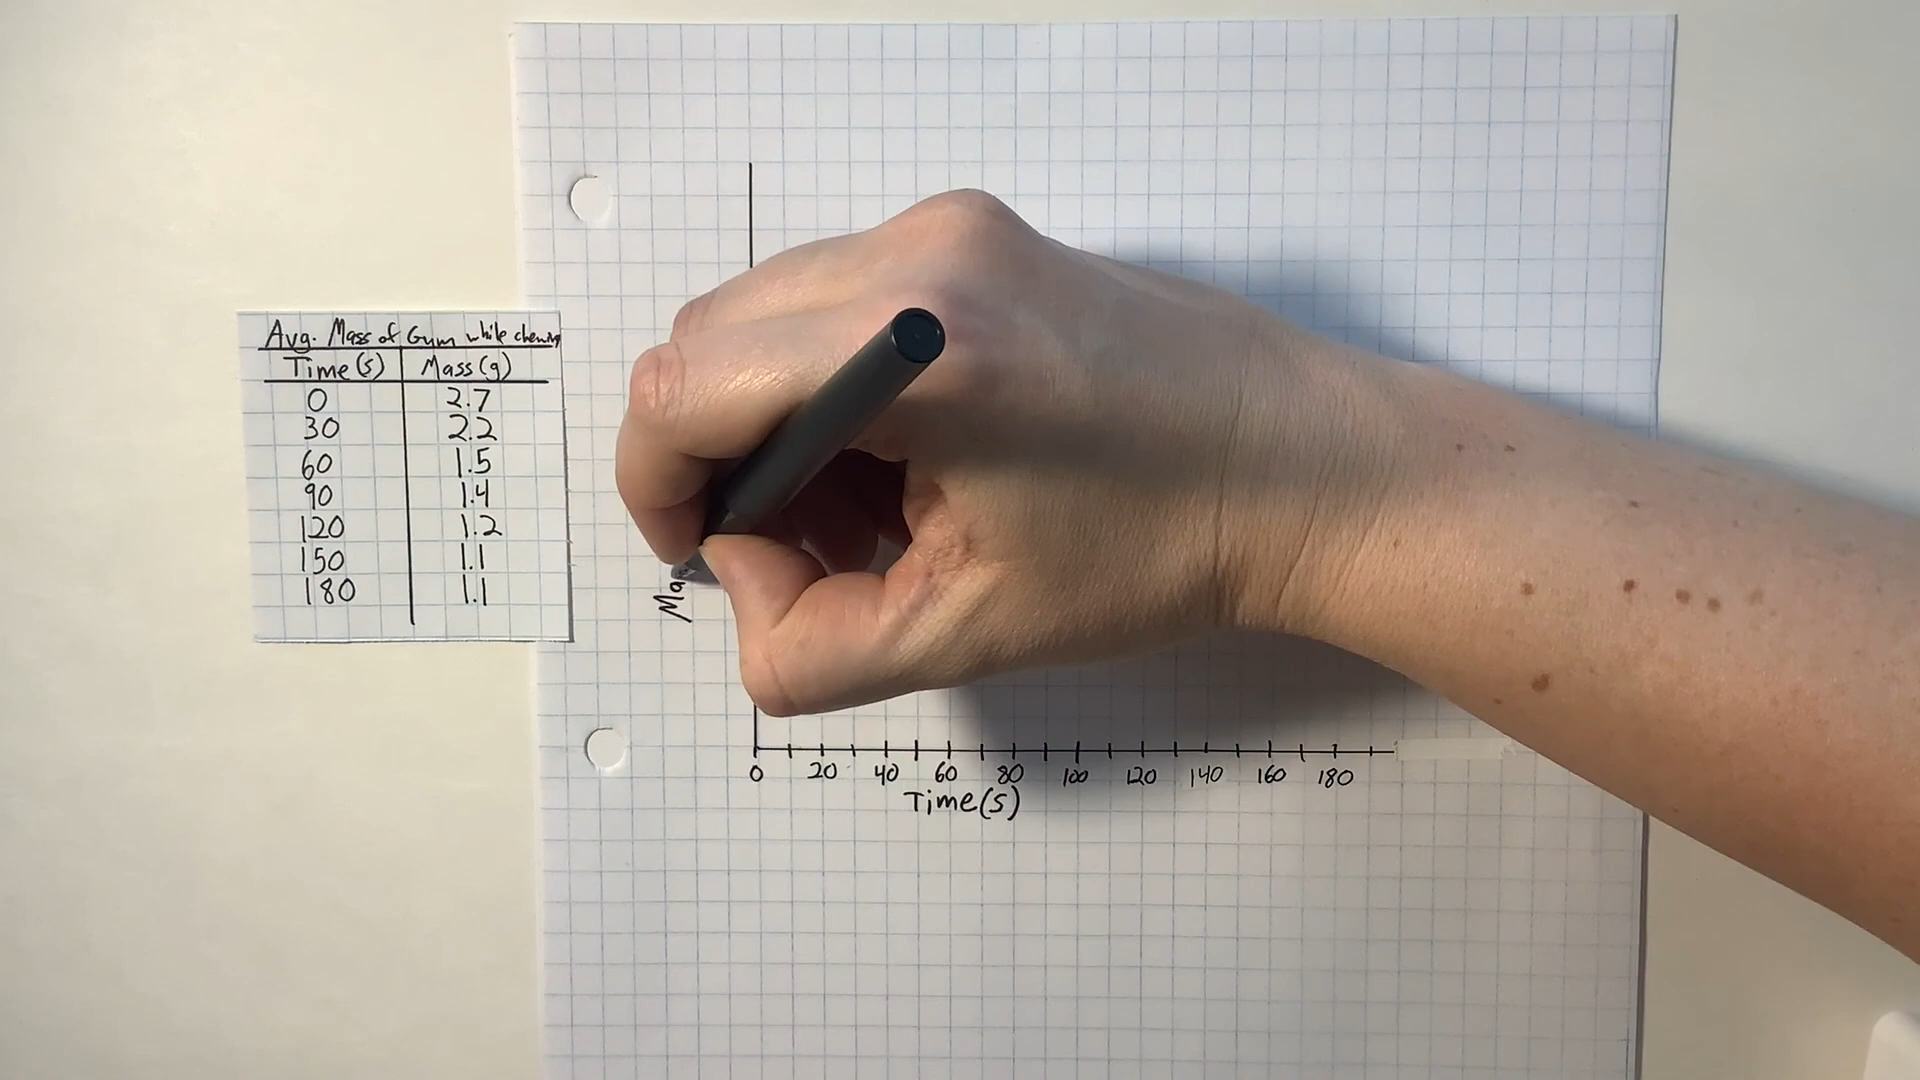 Avg. Mass of Gum while chewing
Time (s) Mass (g)
0 2.7
30 2.2
60 1.5
90 1.4
120 1.2
150 1.1
180 1.1
Ma
0 20 40 60 80 100 120 140 160 180
Time (s)